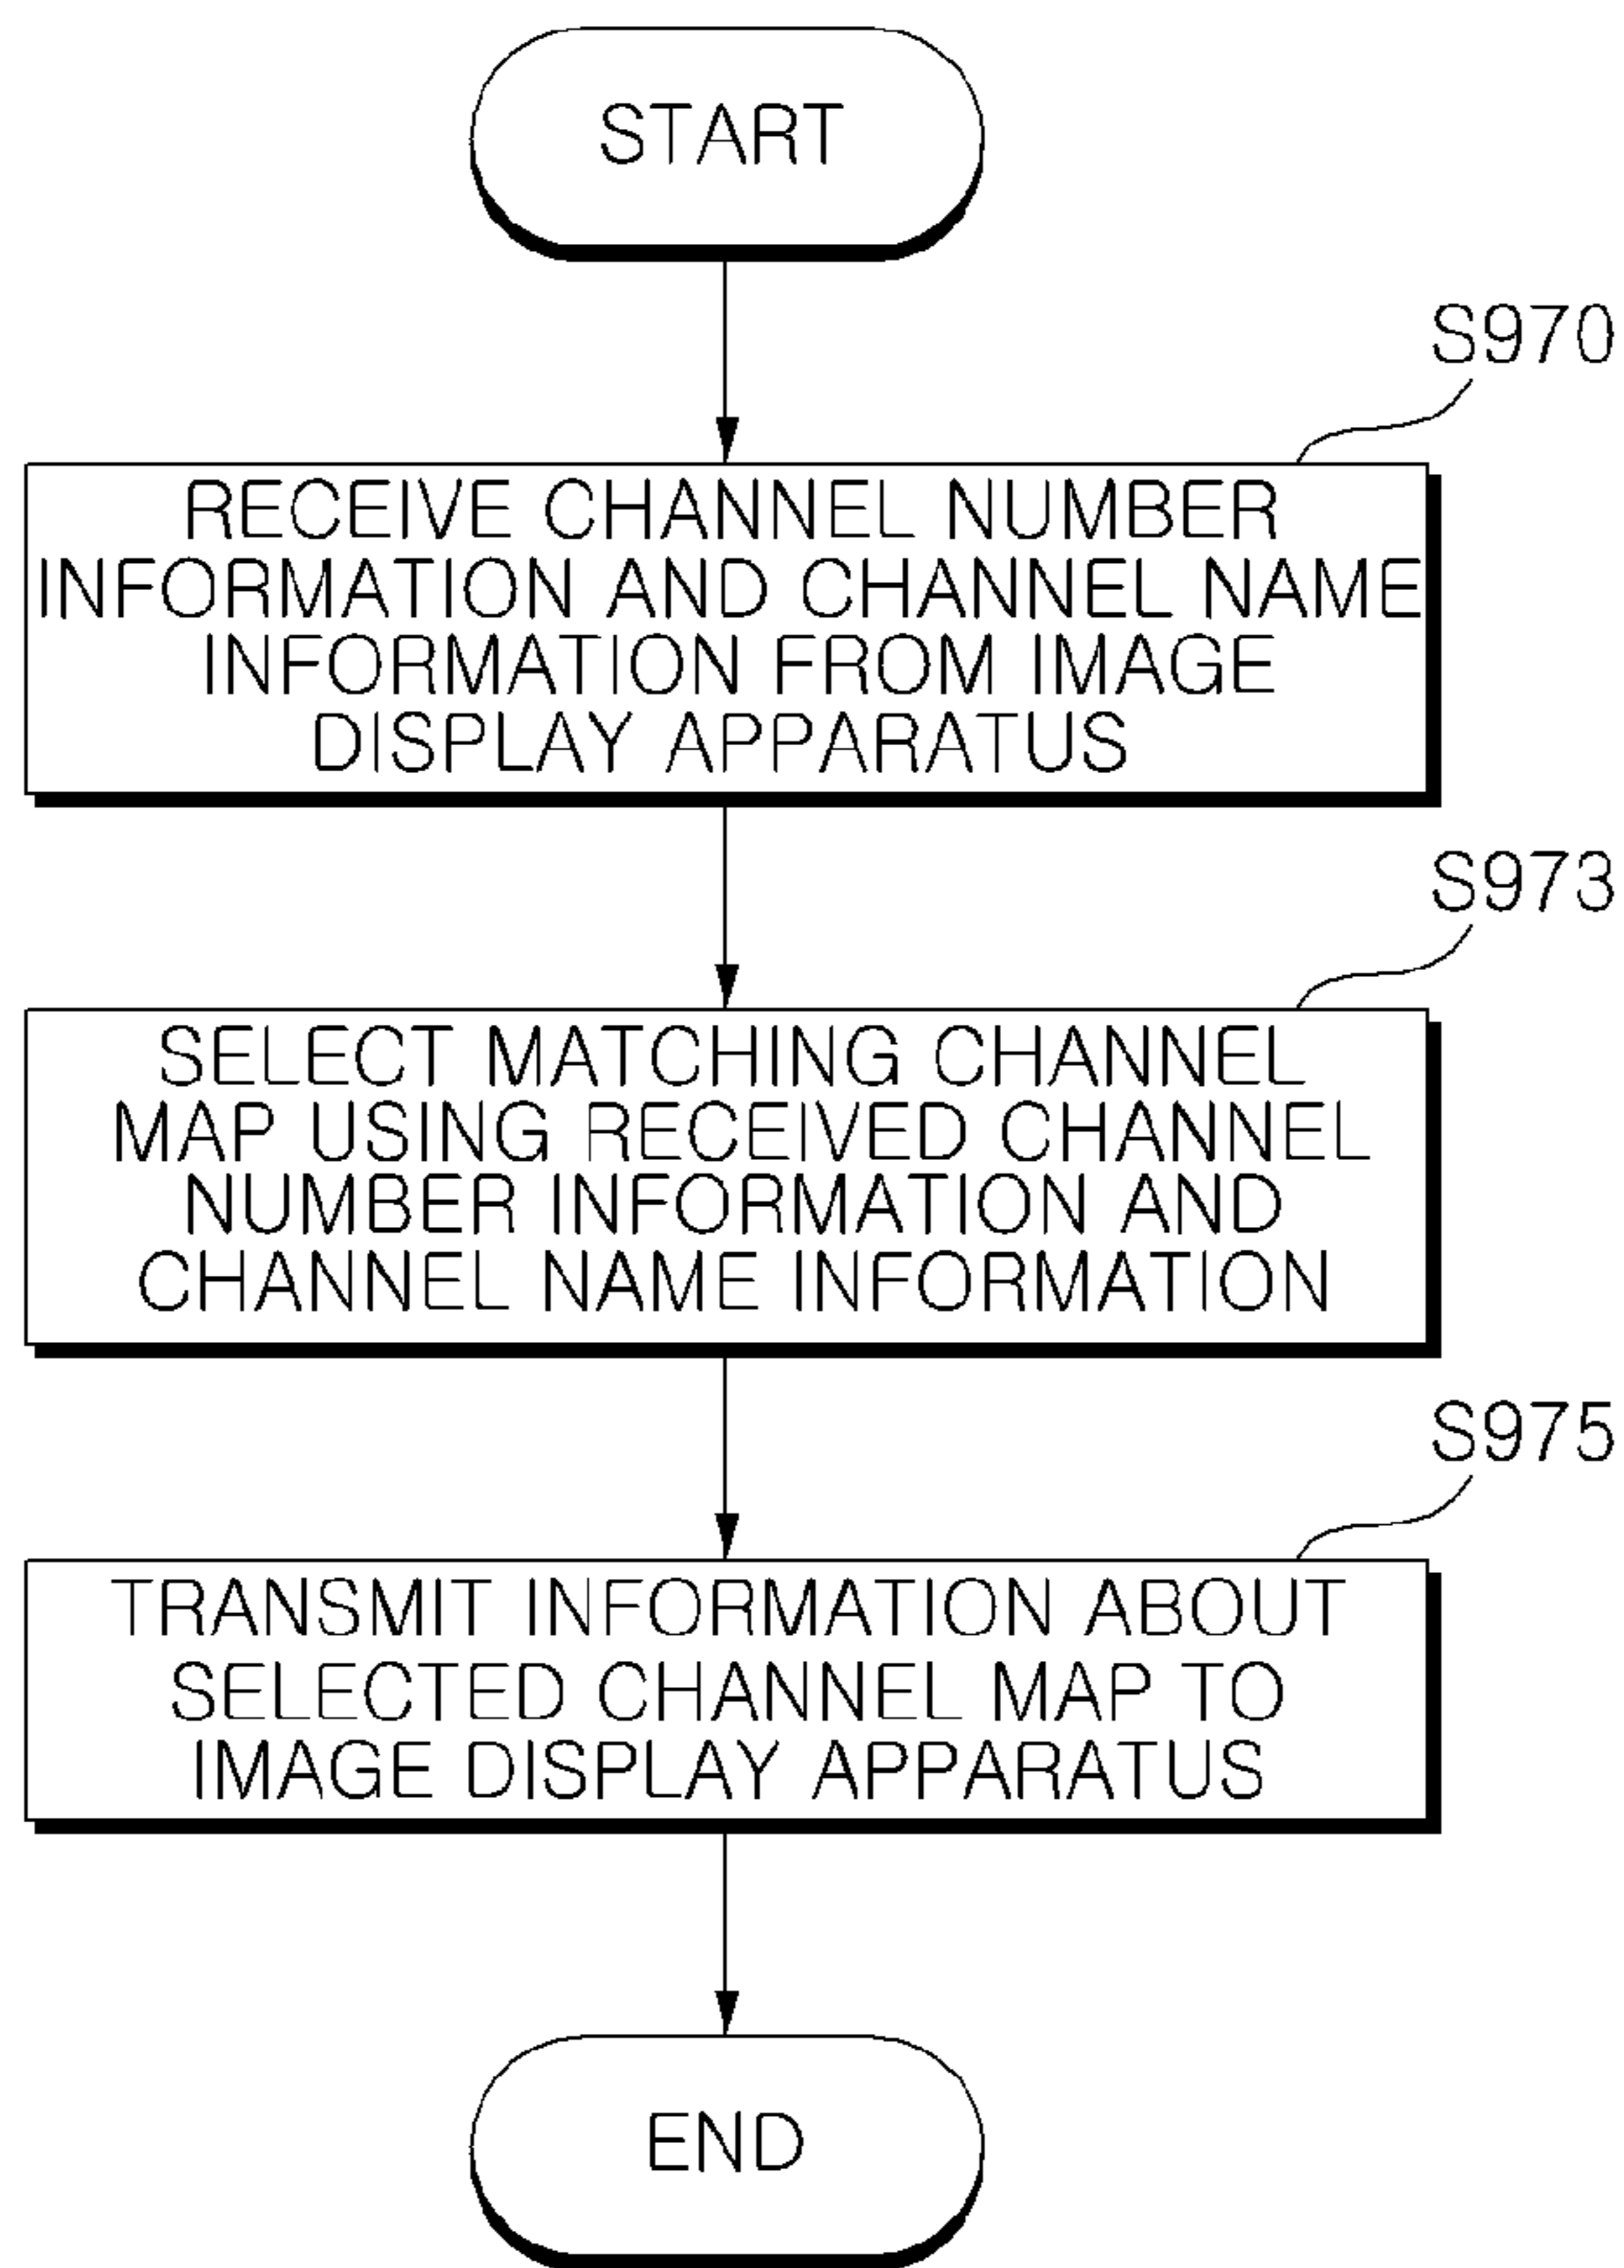 START
S970
RECEIVE CHANNEL NUMBER
INFORMATION AND CHANNEL NAME
INFORMATION FROM IMAGE
DISPLAY APPARATUS
S973
SELECT MATCHING CHANNEL
MAP USING RECEIVED CHANNEL
NUMBER INFORMATION AND
CHANNEL NAME INFORMATION
S975
TRANSMIT INFORMATION ABOUT
SELECTED CHANNEL MAP TO
IMAGE DISPLAY APPARATUS
END